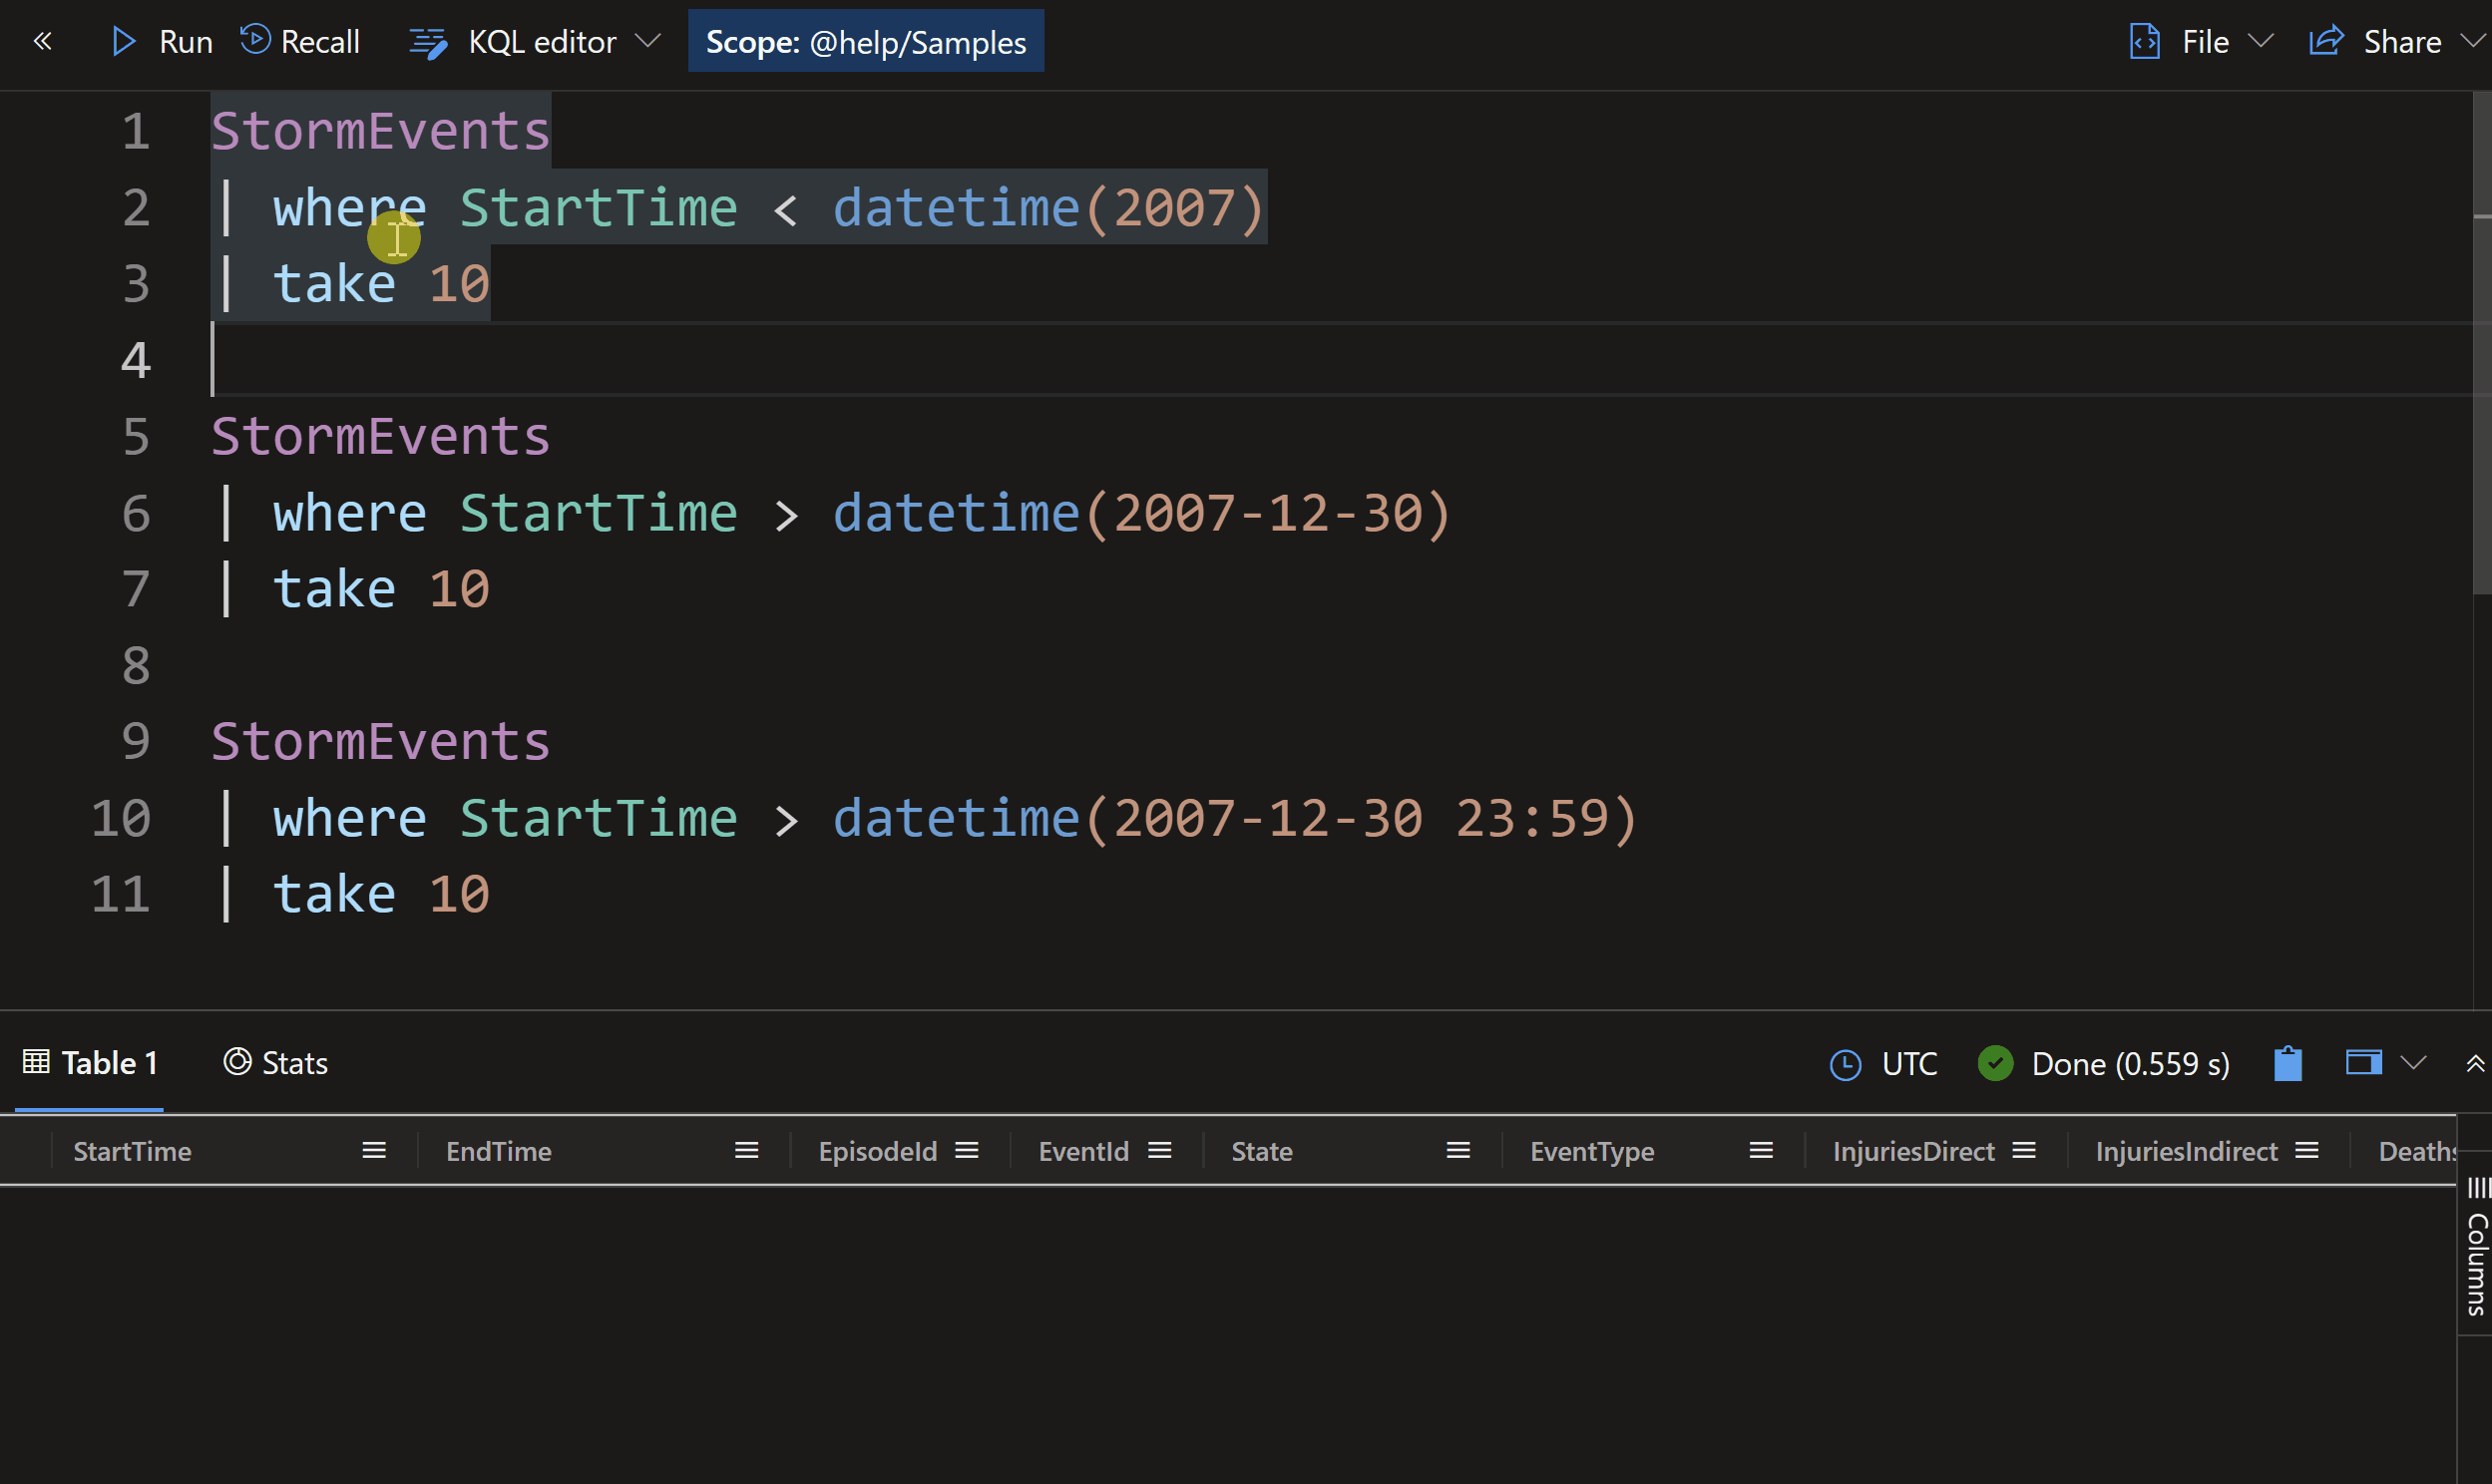 Run Recall KQL editor Scope: @help/Samples File Share
1 StormEvents
2 | where StartTime < datetime(2007)
3 | take 10
4
5 StormEvents
6 | where StartTime > datetime(2007-12-30)
7 | take 10
8
9 StormEvents
10 | where StartTime > datetime(2007-12-30 23:59)
11 | take 10
Table 1 Stats UTC Done (0.559 s)
StartTime EndTime EpisodeId EventId State EventType InjuriesDirect InjuriesIndirect Deaths
Columns